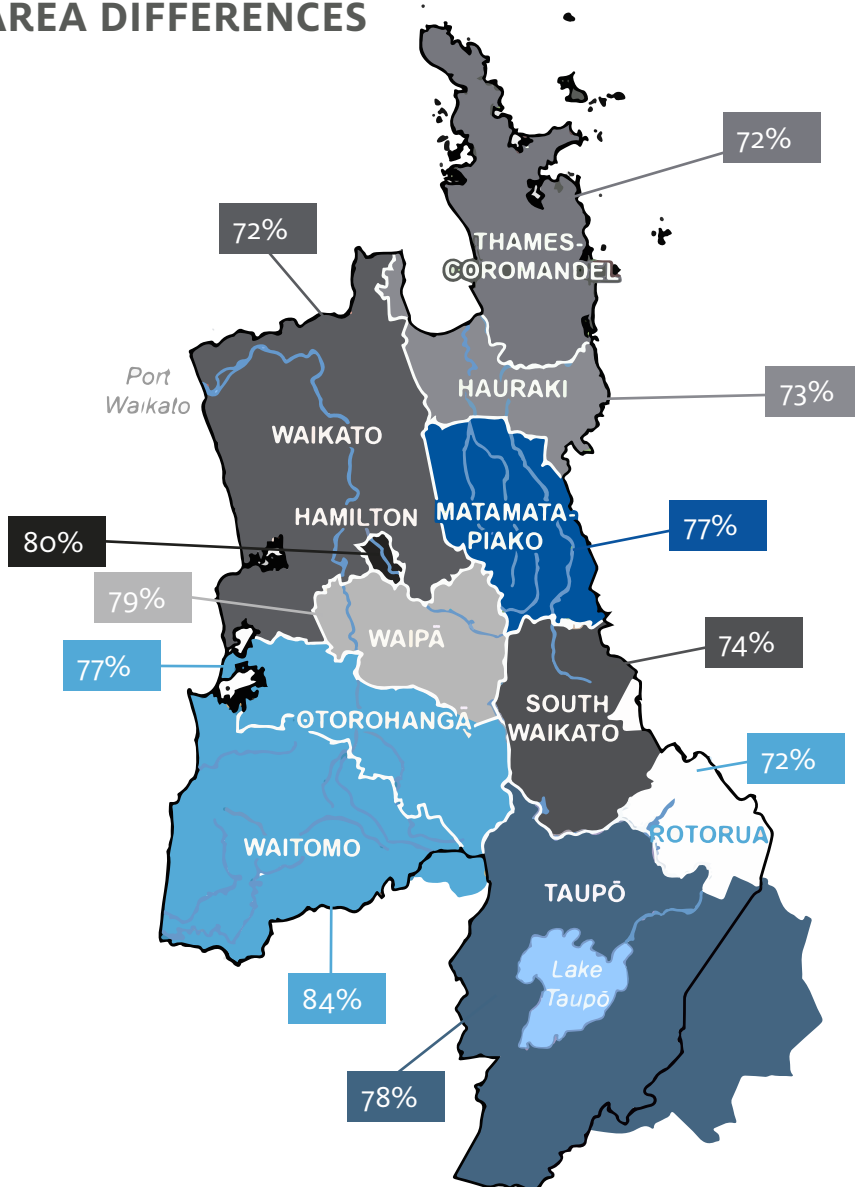 AREA DIFFERENCES
72%
72%
THAMES-
COROMANDEL
Port
Waikato
HAURAKI
73%
WAIKATO
HAMILTON
MATAMATA-
PIAKO
77%
80%
79%
WAIPĀ
74%
77%
SOUTH
WAIKATO
OTOROHANGĀ
72%
ROTORUA
WAITOMO
TAUPŌ
Lake
Taupō
84%
78%